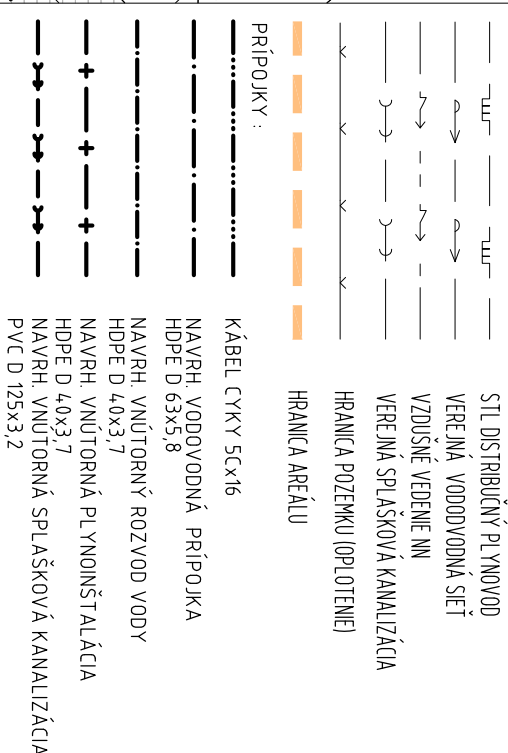 STL DISTRIBUČNÝ PLYNOVOD
VEREJNÁ VODODVODNÁ SIEŤ
VZDUŠNÉ VEDENIE NN
VEREJNÁ SPLAŠKOVÁ KANALIZÁCIA
HRANICA POZEMKU (OPLOTENIE)
HRANICA AREÁLU
PRÍPOJKY :
KÁBEL CYKY 5Cx16
NAVRH. VODOVODNÁ PRÍPOJKA
HDPE D 63x5,8
NAVRH. VNÚTORNÝ ROZVOD VODY
HDPE D 40x3,7
NAVRH. VNÚTORNÁ PLYNOINŠTALÁCIA
HDPE D 40x3,7
NAVRH. VNÚTORNÁ SPLAŠKOVÁ KANALIZÁCIA
PVC D 125x3,2